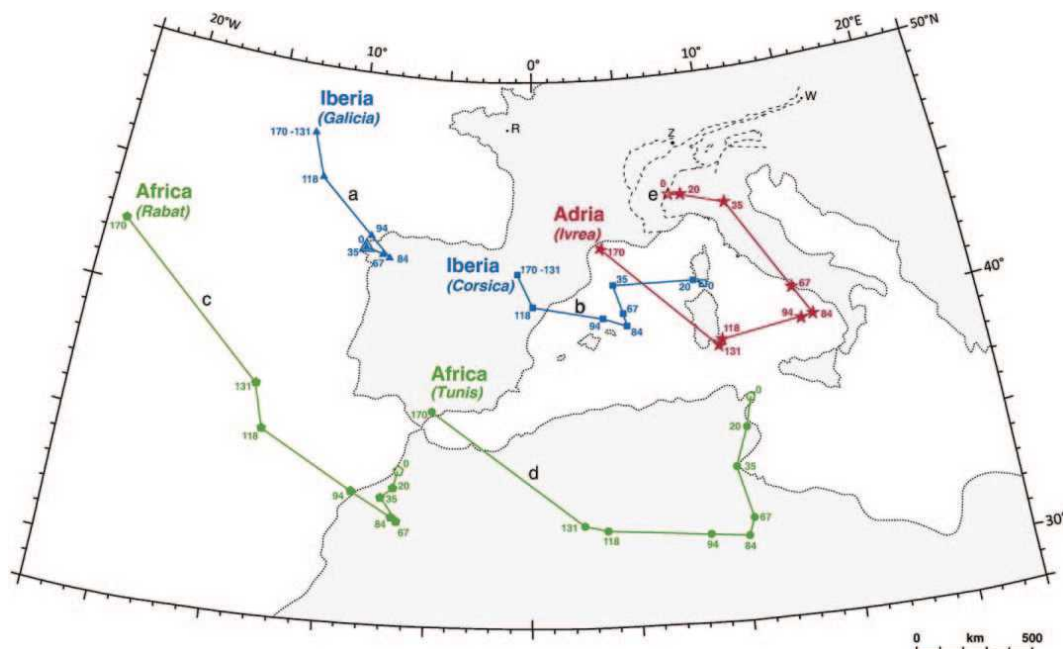 20°W
10°
0°
10°
20°E
50°N
40°
30°
Iberia
(Galicia)
170 -131
118
a
94
0
35
67
84
R
Z
W
Africa
(Rabat)
170
c
131
118
94
0
20
35
84
67
Iberia
(Corsica)
170 -131
118
b
94
84
67
35
20
0
Adria
(Ivrea)
170
e
0
20
35
67
94
84
118
131
Africa
(Tunis)
170
d
131
118
94
84
67
35
20
0
0 km 500